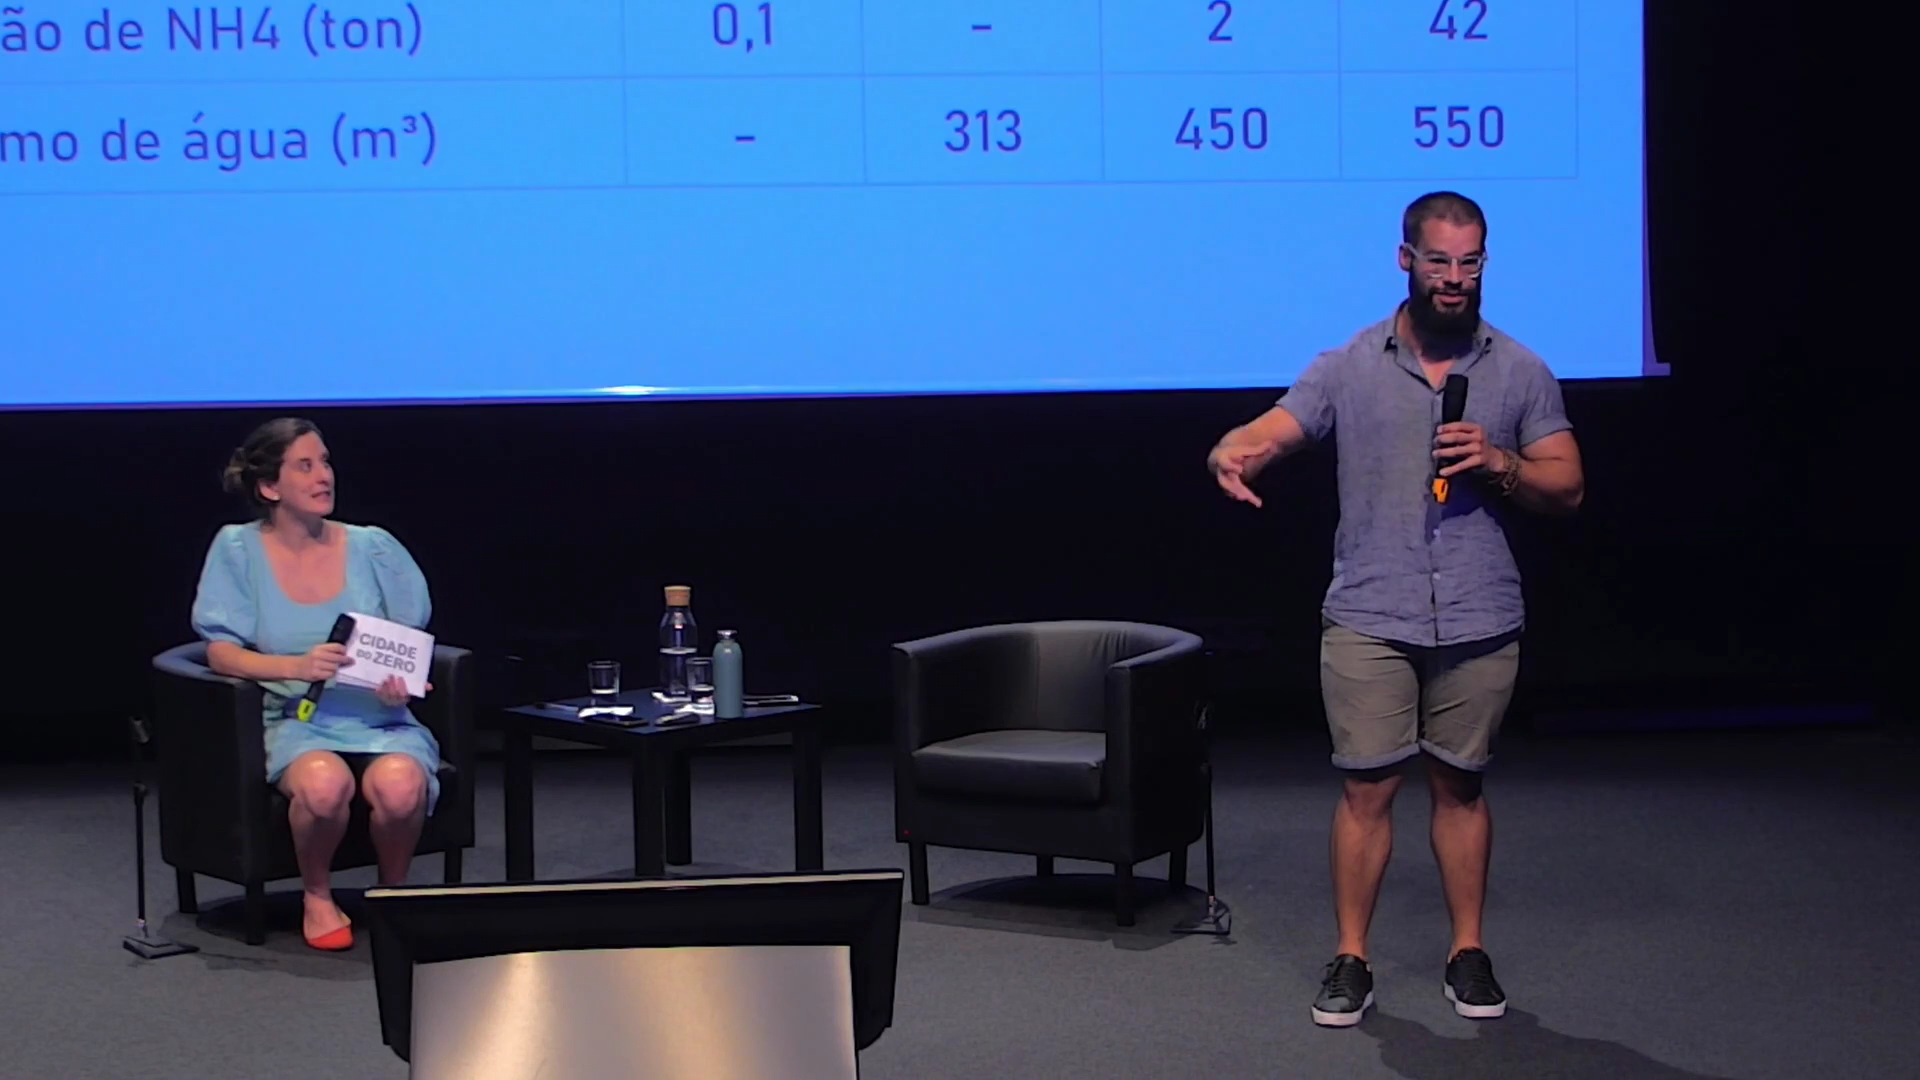 ão de NH4 (ton) 0,1 - 2 42
mo de água (m³) - 313 450 550
CIDADE
DO ZERO